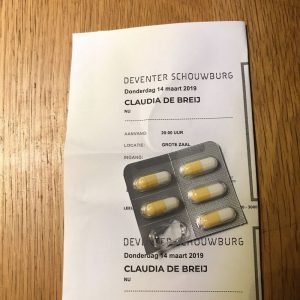 DEVENTER SCHOUWBURG
Donderdag 14 maart 2019
CLAUDIA DE BREIJ
NU
AANVANG: 20:00 UUR
LOCATIE: GROTE ZAAL
INGANG:
DEVENTER SCHOUWBURG
Donderdag 14 maart 2019
CLAUDIA DE BREIJ
NU